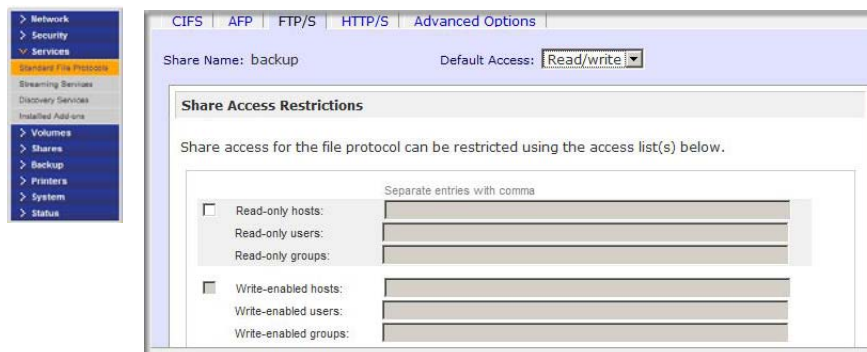 > Network
> Security
Services
Standard File Protocols
Streaming Services
Discovery Services
Installed Add-ons
> Volumes
> Shares
> Backup
> Printers
> System
> Status
CIFS | AFP | FTP/S | HTTP/S | Advanced Options |
Share Name: backup Default Access: Read/write
Share Access Restrictions
Share access for the file protocol can be restricted using the access list(s) below.
Separate entries with comma
Read-only hosts:
Read-only users:
Read-only groups:
Write-enabled hosts:
Write-enabled users:
Write-enabled groups: